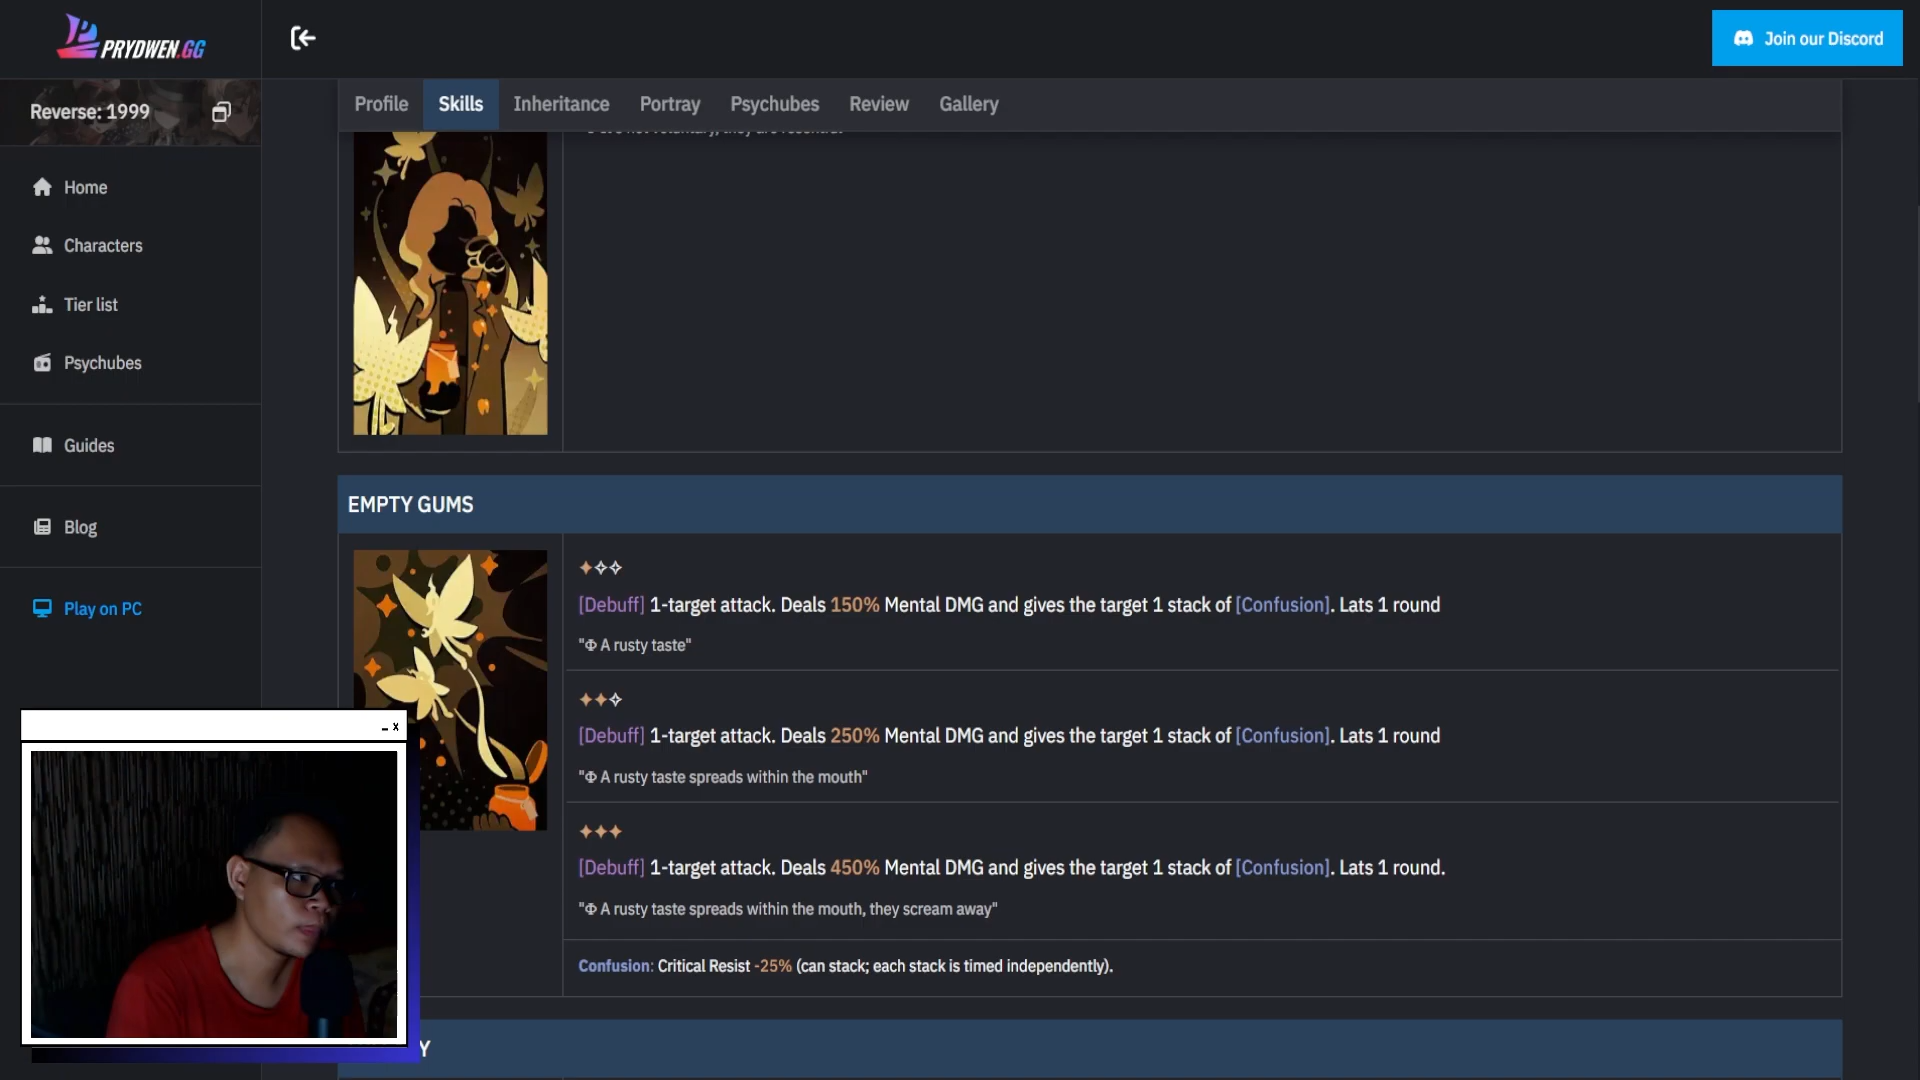 PRYDWEN.GG
Join our Discord
Reverse: 1999
Profile
Skills
Inheritance
Portray
Psychubes
Review
Gallery
Home
Characters
Tier list
Psychubes
Guides
Blog
Play on PC
EMPTY GUMS
[Debuff] 1-target attack. Deals 150% Mental DMG and gives the target 1 stack of [Confusion]. Lats 1 round
"Φ A rusty taste"
[Debuff] 1-target attack. Deals 250% Mental DMG and gives the target 1 stack of [Confusion]. Lats 1 round
"Φ A rusty taste spreads within the mouth"
[Debuff] 1-target attack. Deals 450% Mental DMG and gives the target 1 stack of [Confusion]. Lats 1 round.
"Φ A rusty taste spreads within the mouth, they scream away"
Confusion: Critical Resist -25% (can stack; each stack is timed independently).